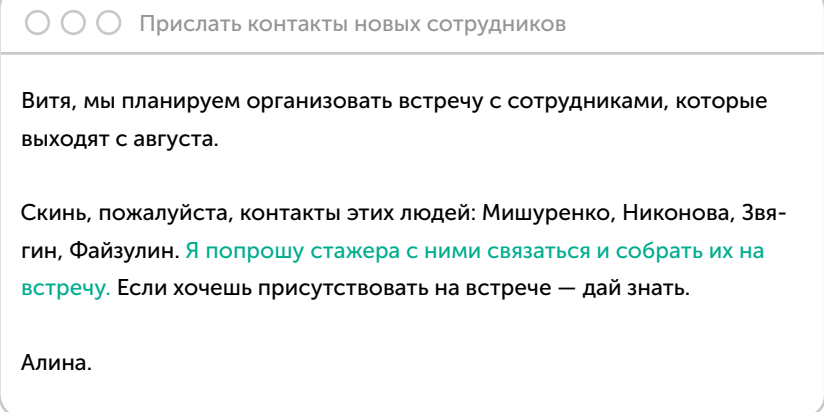 Прислать контакты новых сотрудников
Витя, мы планируем организовать встречу с сотрудниками, которые
выходят с августа.
Скинь, пожалуйста, контакты этих людей: Мишуренко, Никонова, Звя-
гин, Файзулин. Я попрошу стажера с ними связаться и собрать их на
встречу. Если хочешь присутствовать на встрече — дай знать.
Алина.